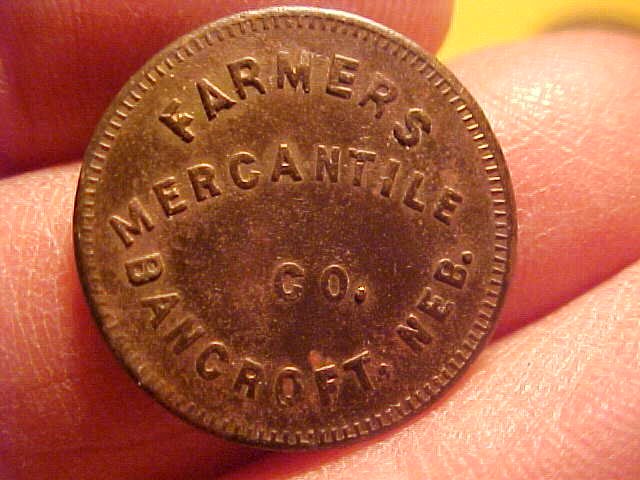 FARMERS
MERCANTILE
CO.
BANCROFT, NEB.